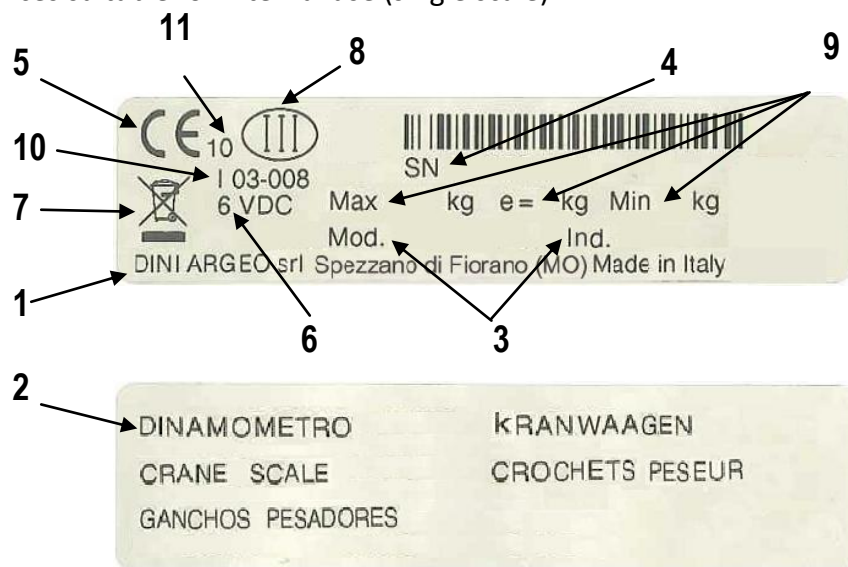 11
5 8 4 9
CE 10 III
10 SN
I 03-008
7 6 VDC Max kg e= kg Min kg
Mod. Ind.
DINI ARGEO srl Spezzano di Fiorano (MO) Made in Italy
1 6 3
2
DINAMOMETRO kRANWAAGEN
CRANE SCALE CROCHETS PESEUR
GANCHOS PESADORES